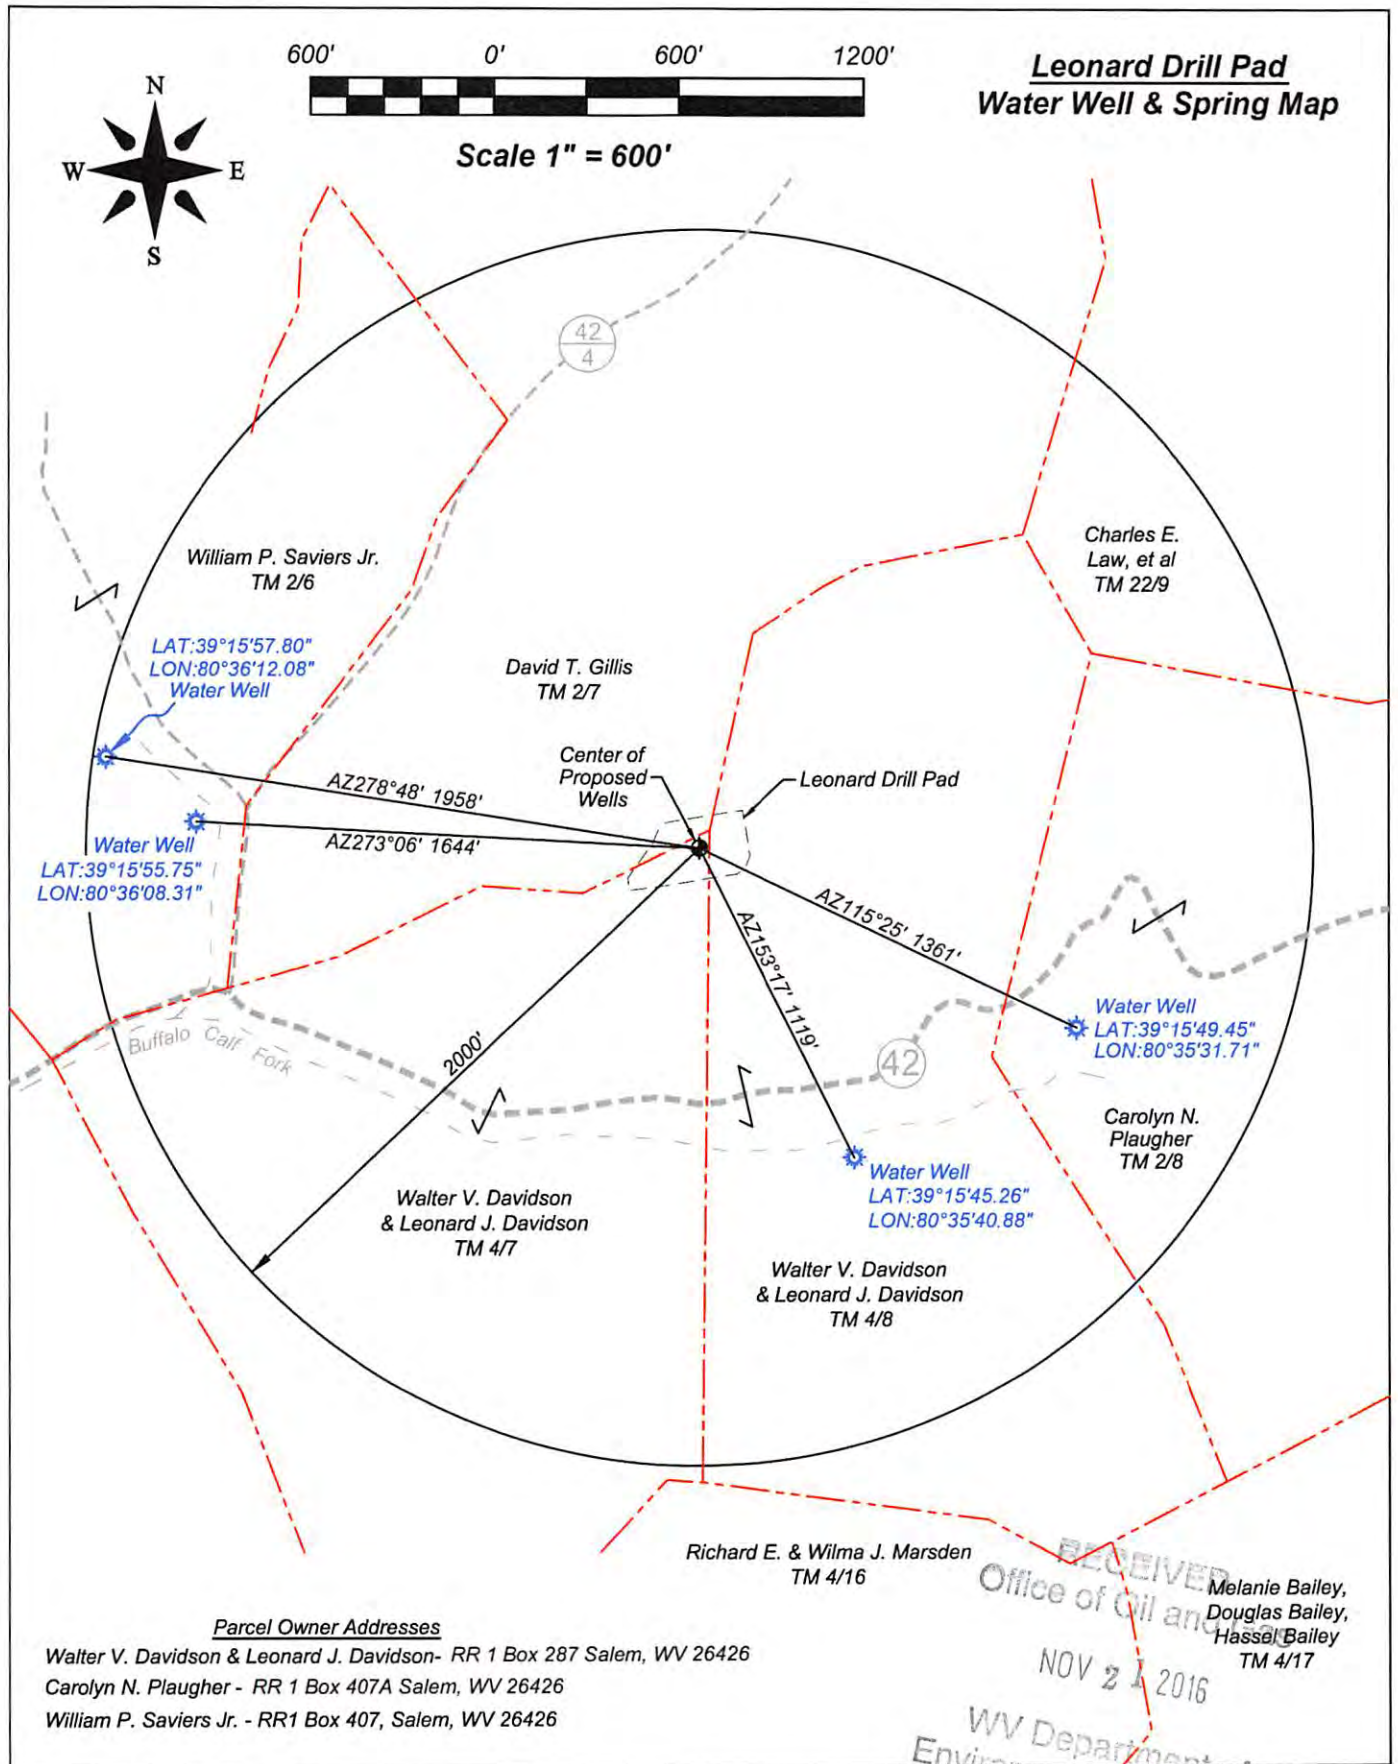 600' 0' 600' 1200'
Scale 1" = 600'
Leonard Drill Pad
Water Well & Spring Map
N
W E
S
42
4
William P. Saviers Jr.
TM 2/6
Charles E.
Law, et al
TM 22/9
LAT:39°15'57.80"
LON:80°36'12.08"
Water Well
David T. Gillis
TM 2/7
Center of
Proposed
Wells
Leonard Drill Pad
AZ278°48' 1958'
AZ273°06' 1644'
Water Well
LAT:39°15'55.75"
LON:80°36'08.31"
AZ115°25' 1361'
AZ153°17' 1119'
2000'
Water Well
LAT:39°15'49.45"
LON:80°35'31.71"
Buffalo Calf Fork
42
Carolyn N.
Plaugher
TM 2/8
Water Well
LAT:39°15'45.26"
LON:80°35'40.88"
Walter V. Davidson
& Leonard J. Davidson
TM 4/7
Walter V. Davidson
& Leonard J. Davidson
TM 4/8
Richard E. & Wilma J. Marsden
TM 4/16
RECEIVED
Office of Oil and Gas
NOV 21 2016
WV Department
Melanie Bailey,
Douglas Bailey,
Hassel Bailey
TM 4/17
Parcel Owner Addresses
Walter V. Davidson & Leonard J. Davidson- RR 1 Box 287 Salem, WV 26426
Carolyn N. Plaugher - RR 1 Box 407A Salem, WV 26426
William P. Saviers Jr. - RR1 Box 407, Salem, WV 26426